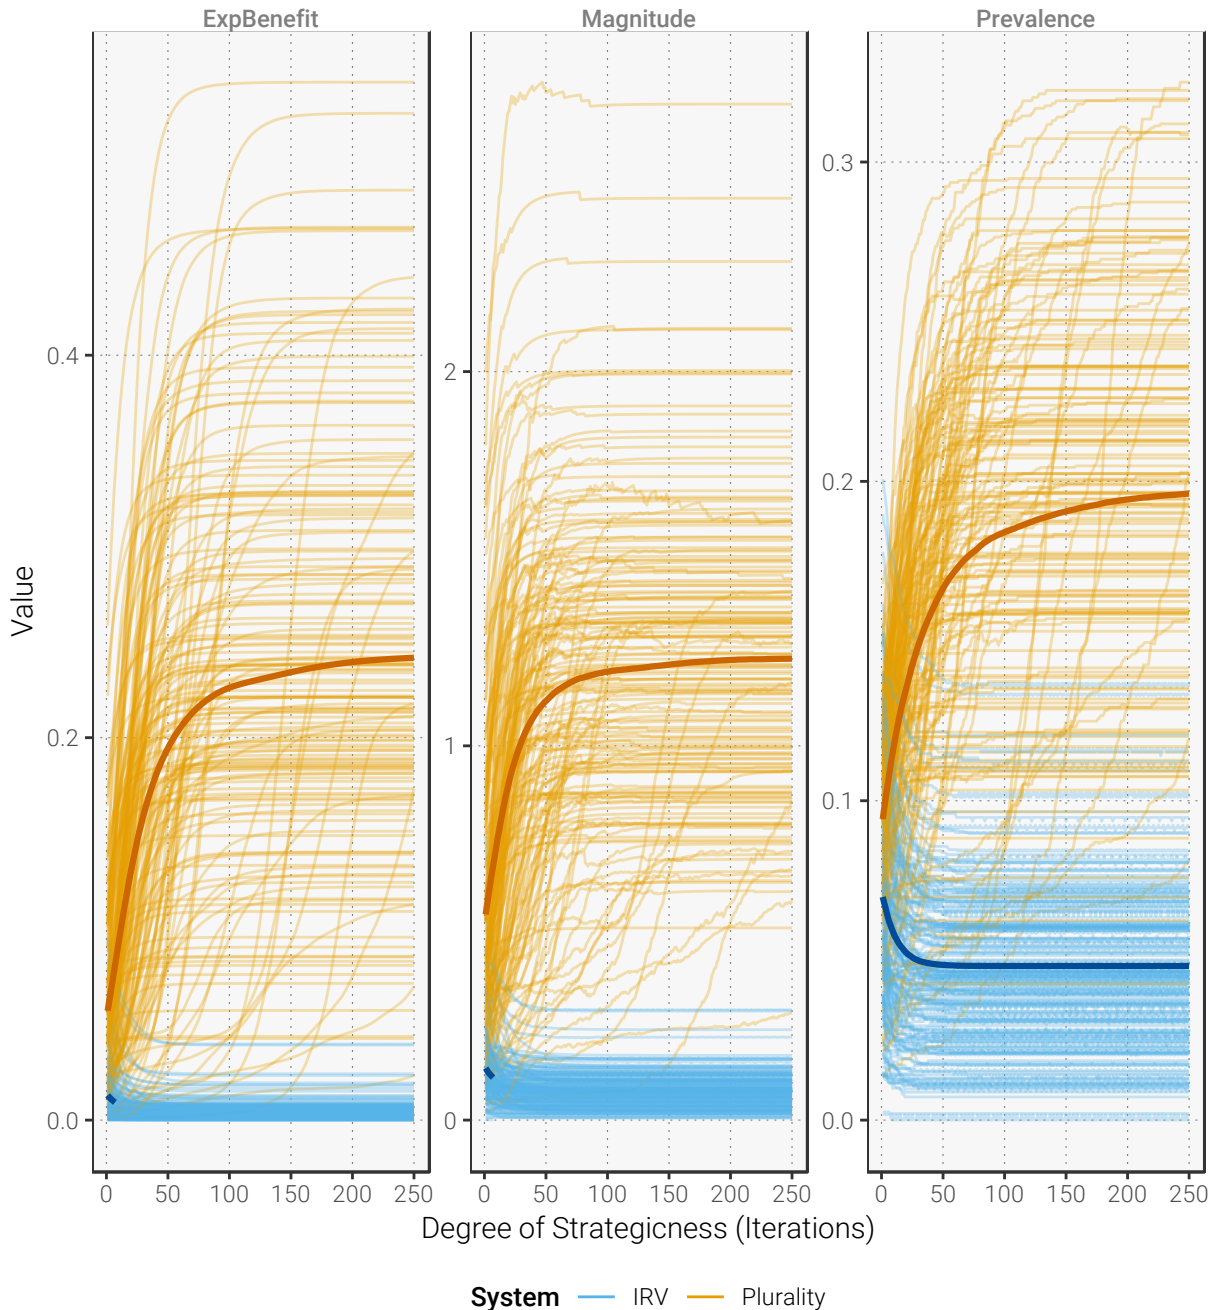 ExpBenefit Magnitude Prevalence
Value
0.4
0.2
0.0
2
1
0
0.3
0.2
0.1
0.0
0 50 100 150 200 250 0 50 100 150 200 250 0 50 100 150 200 250
Degree of Strategicness (Iterations)
System IRV Plurality